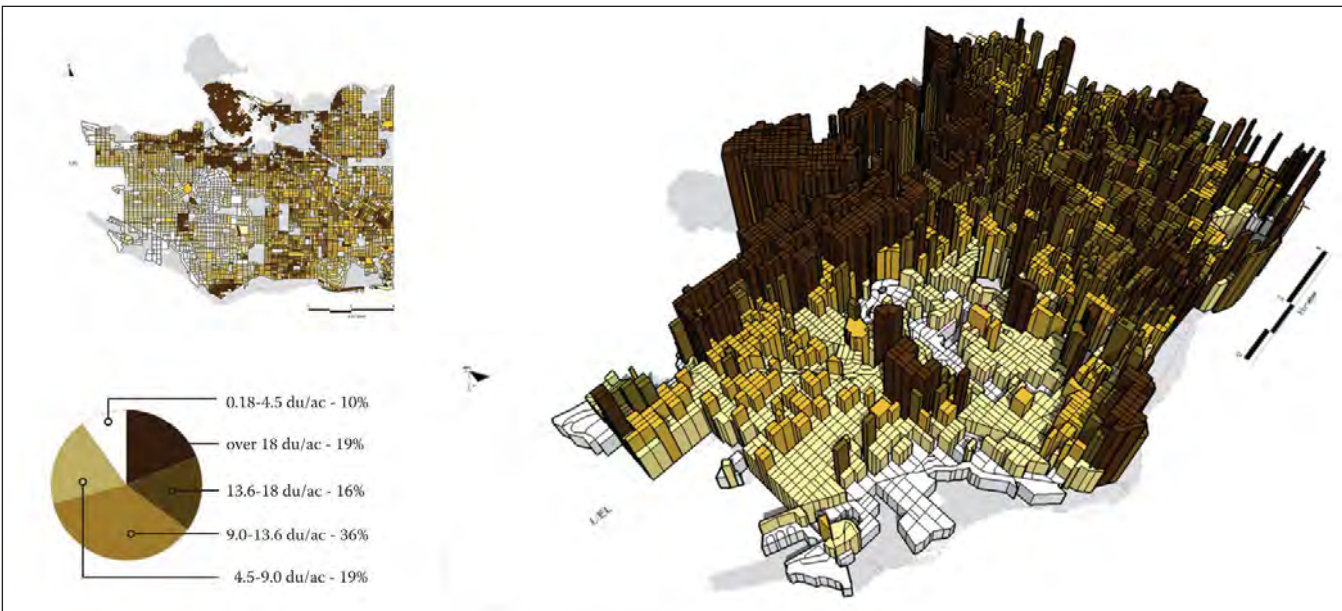 0.18-4.5 du/ac - 10%
over 18 du/ac - 19%
13.6-18 du/ac - 16%
9.0-13.6 du/ac - 36%
4.5-9.0 du/ac - 19%
UEL